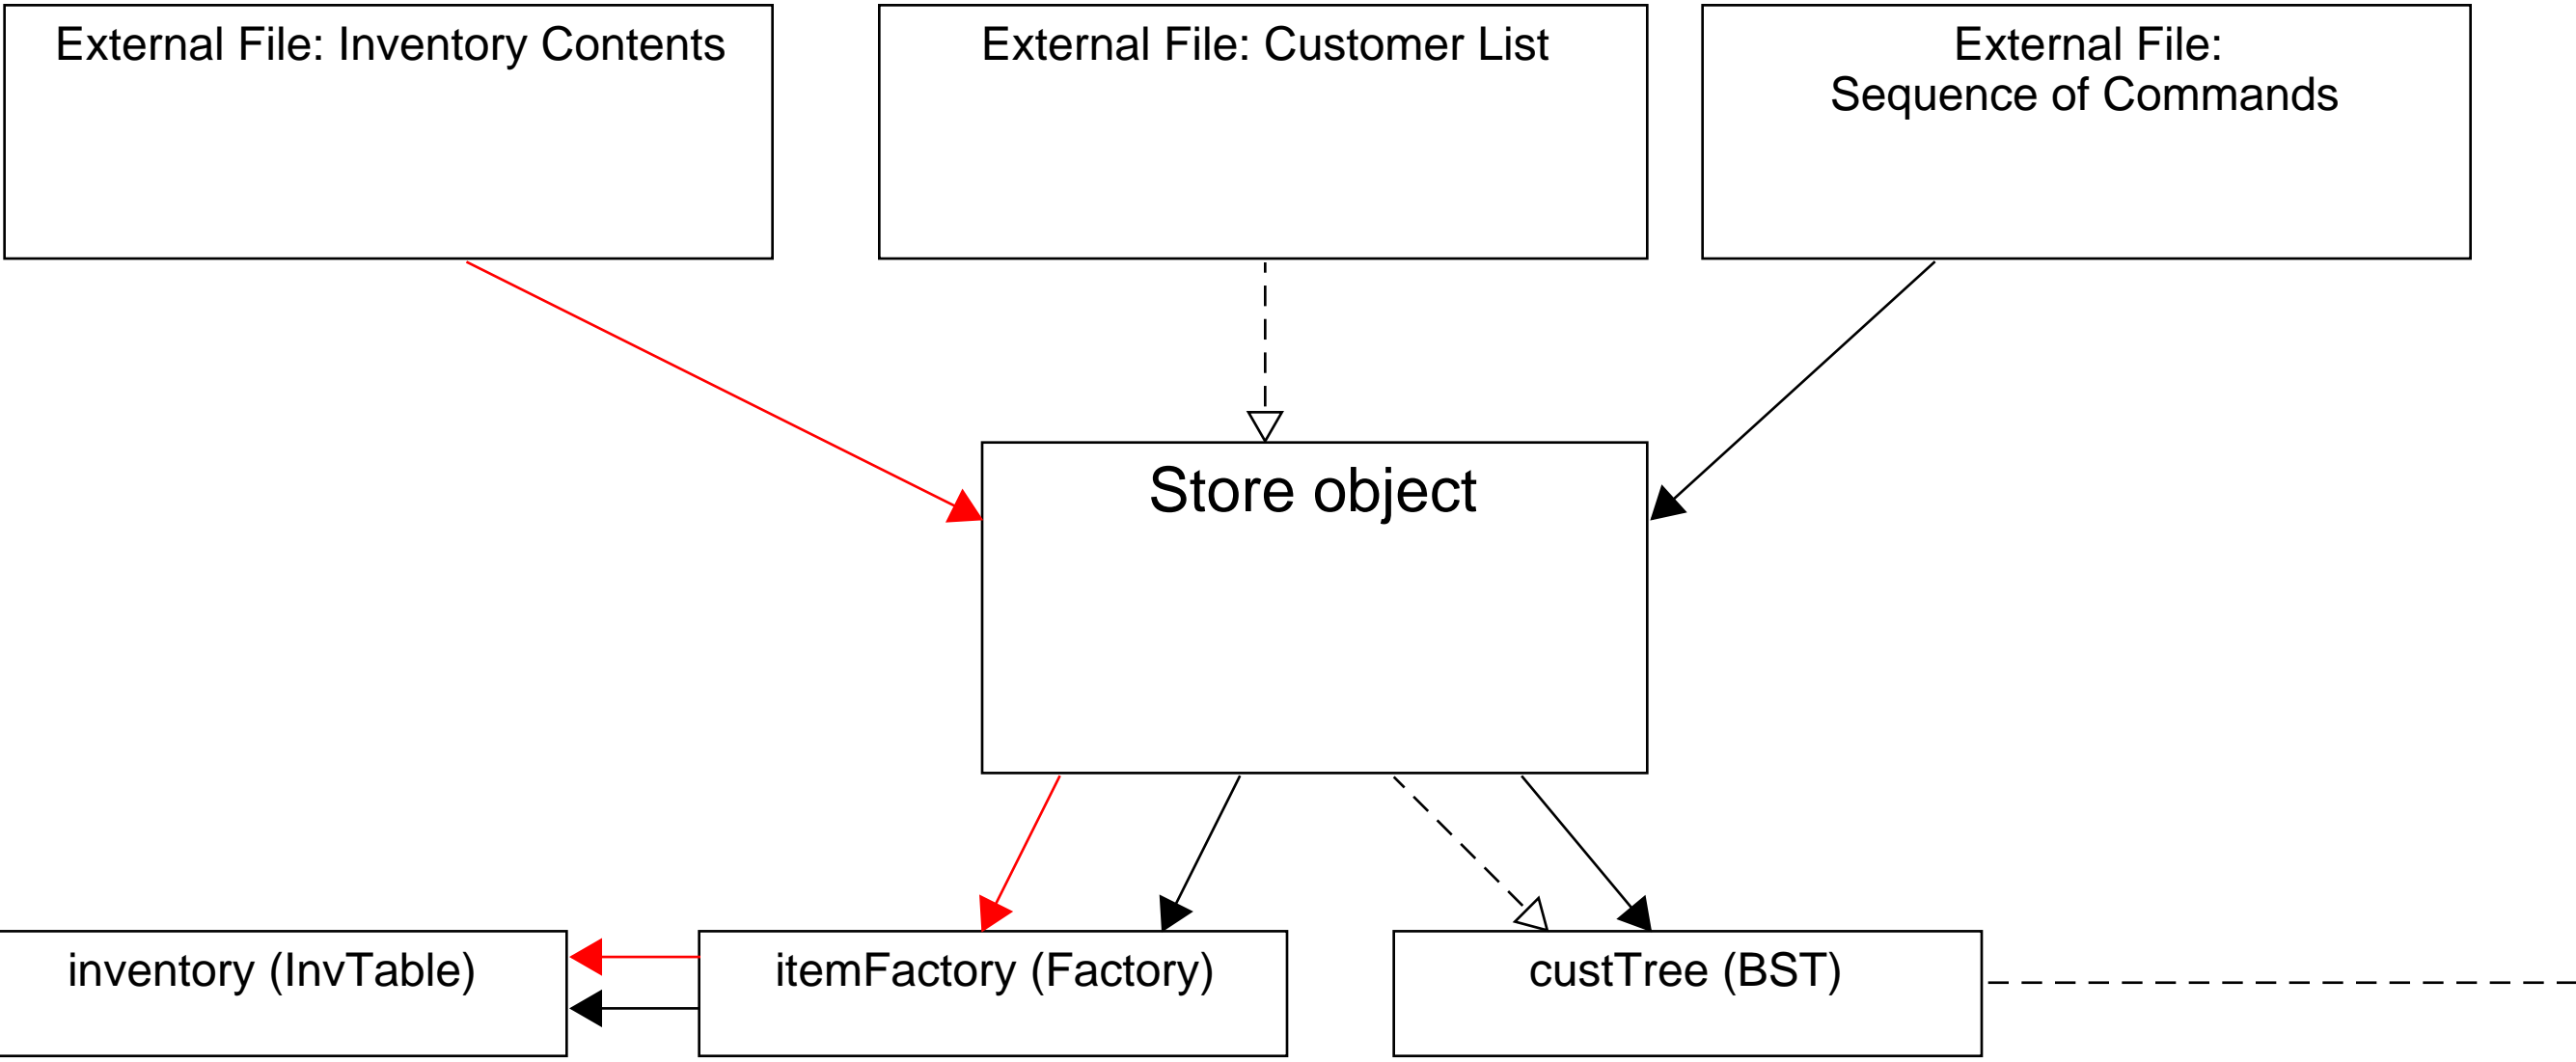 External File: Inventory Contents
External File: Customer List
External File:
Sequence of Commands
Store object
inventory (InvTable)
itemFactory (Factory)
custTree (BST)